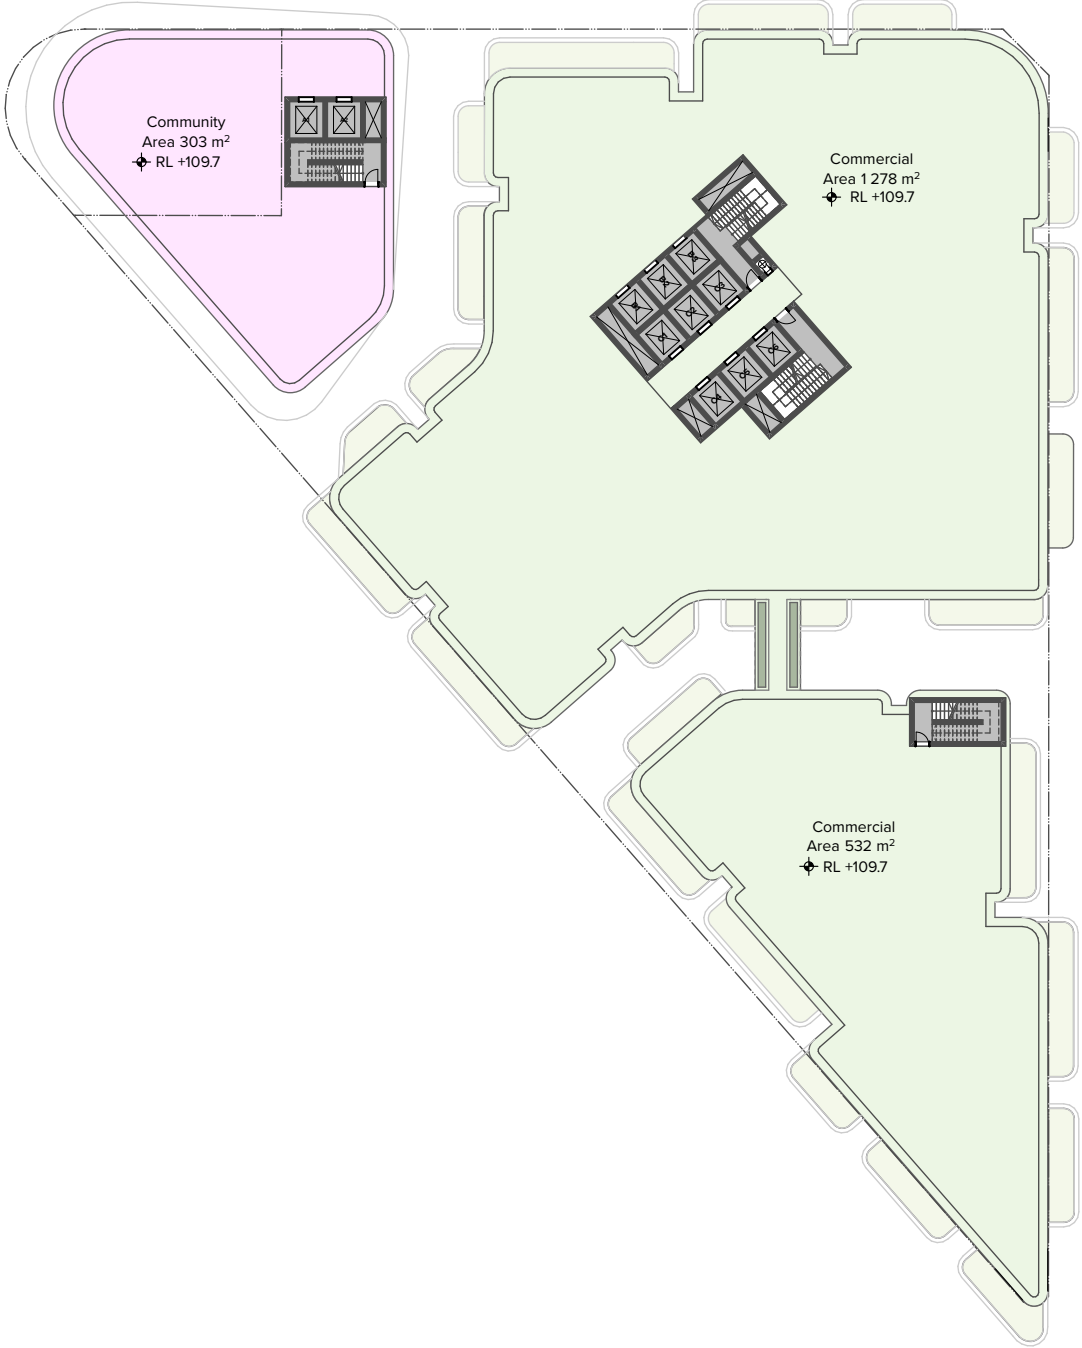 Community
Area 303 m²
RL +109.7
Commercial
Area 1 278 m²
RL +109.7
Commercial
Area 532 m²
RL +109.7